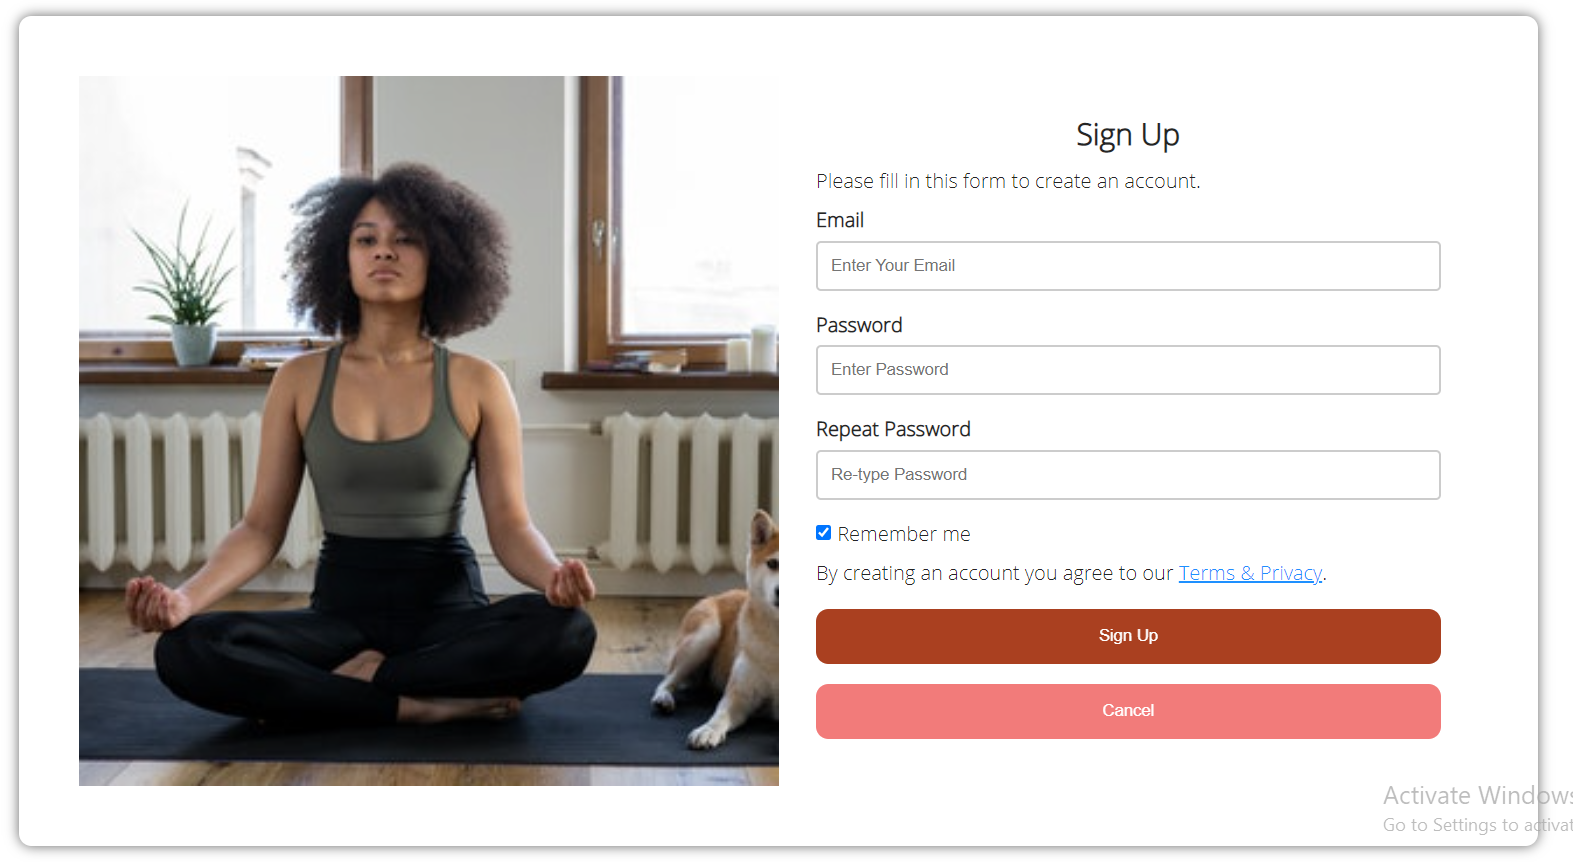 Sign Up
Please fill in this form to create an account.
Email
Enter Your Email
Password
Enter Password
Repeat Password
Re-type Password
Remember me
By creating an account you agree to our Terms & Privacy.
Sign Up
Cancel
Activate Windows
Go to Settings to activat